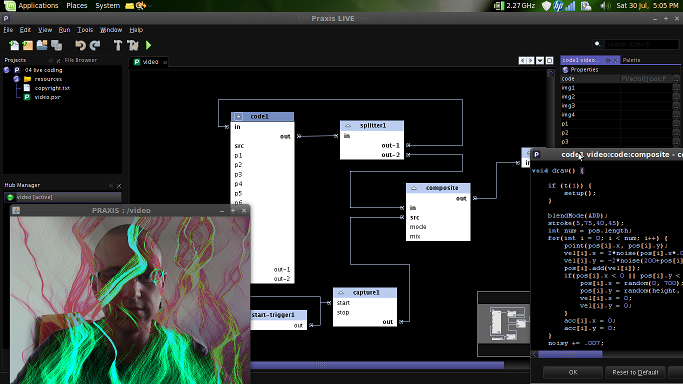 Applications Places System 2.27 GHz Sat 30 Jul, 5:05 PM
Praxis LIVE
File Edit View Run Tools Window Help
Projects File Browser
04 live coding
resources
copyright.txt
video.pxr
Hub Manager
video [active]
video
code1
in
out
src
p1
p2
p3
p4
p5
out-1
out-2
splitter1
in
out-1
out-2
composite
out
in
src
mode
mix
capture1
start
stop
out
start-trigger1
out
PRAXIS : /video
code1 video...
Palette
Properties
code
img1
img2
img3
img4
p1
p2
p3
code1 video:code:composite - c
void draw() {
if (t(i)) {
setup();
}
blendMode(ADD);
stroke(5,75,40,45);
int num = pos.length;
for(int i = 0; i < num; i++) {
point(pos[i].x, pos[i].y);
vel[i].x = 2*noise(pos[i].x*.0
vel[i].y = -2*noise(200+pos[i]
pos[i].add(vel[i]);
if(pos[i].x < 0 || pos[i].y <
pos[i].x = random(0, 700);
pos[i].y = random(height,
vel[i].x = 0;
vel[i].y = 0;
}
acc[i].x = 0;
acc[i].y = 0;
}
noisy += .007;
OK Reset to Default